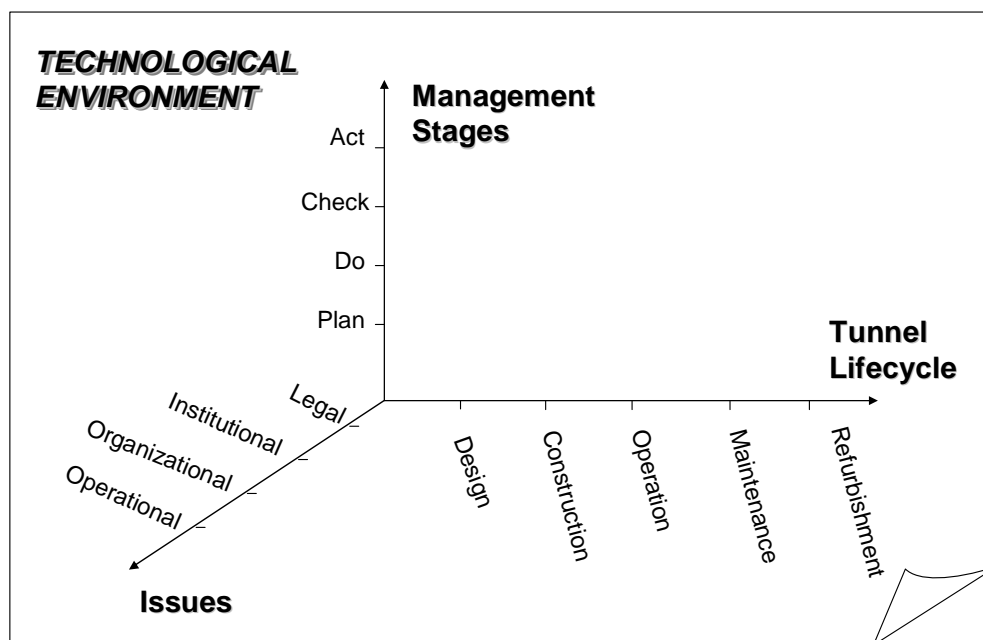 TECHNOLOGICAL
ENVIRONMENT
Management
Stages
Act
Check
Do
Plan
Tunnel
Lifecycle
Legal
Institutional
Organizational
Operational
Design
Construction
Operation
Maintenance
Refurbishment
Issues